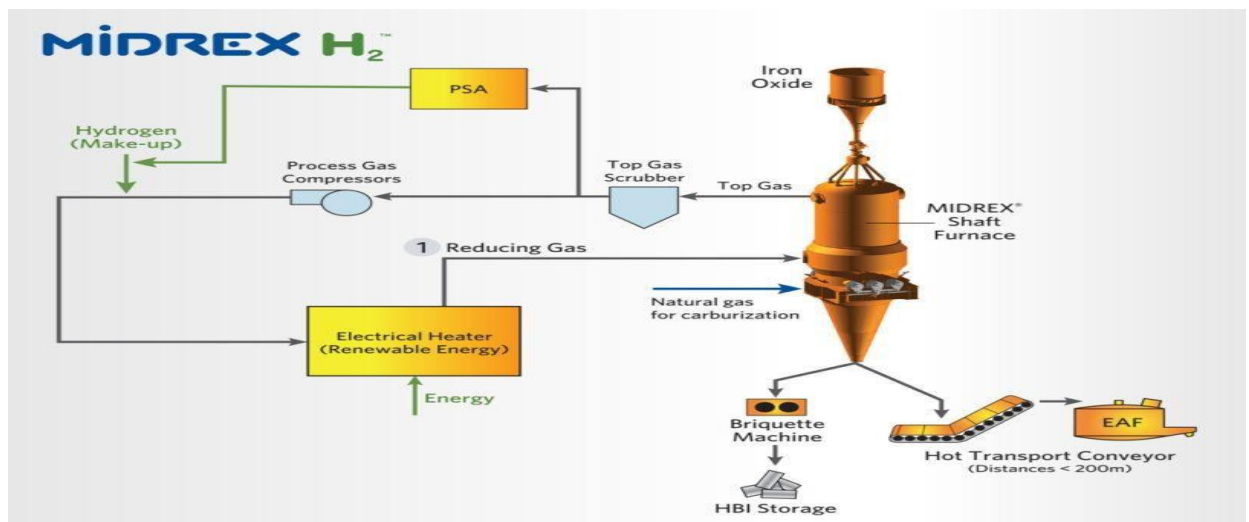 MIDREX H₂™
PSA
Iron
Oxide
Hydrogen
(Make-up)
Process Gas
Compressors
Top Gas
Scrubber
Top Gas
MIDREX®
Shaft
Furnace
1 Reducing Gas
Natural gas
for carburization
Electrical Heater
(Renewable Energy)
Energy
Briquette
Machine
EAF
Hot Transport Conveyor
(Distances < 200m)
HBI Storage